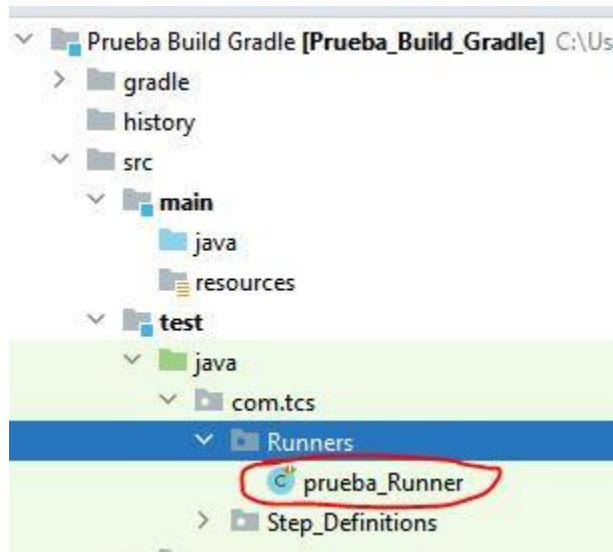 Prueba Build Gradle [Prueba_Build_Gradle] C:\Us
gradle
history
src
main
java
resources
test
java
com.tcs
Runners
prueba_Runner
Step_Definitions